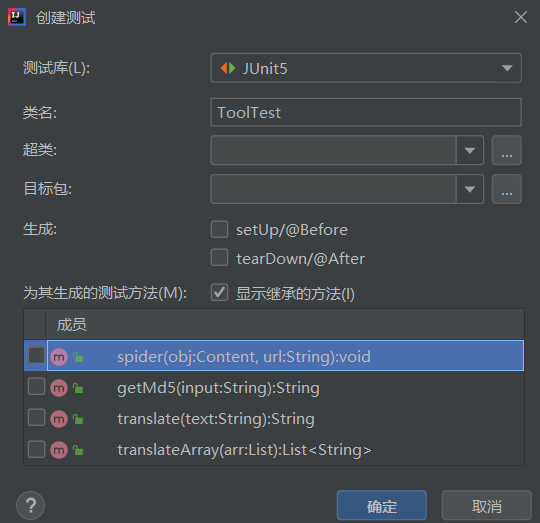 创建测试
测试库(L):
JUnit5
类名:
ToolTest
超类:
...
目标包:
...
生成:
setUp/@Before
tearDown/@After
为其生成的测试方法(M):
显示继承的方法(I)
成员
m spider(obj:Content, url:String):void
m getMd5(input:String):String
m translate(text:String):String
m translateArray(arr:List):List<String>
? 确定 取消